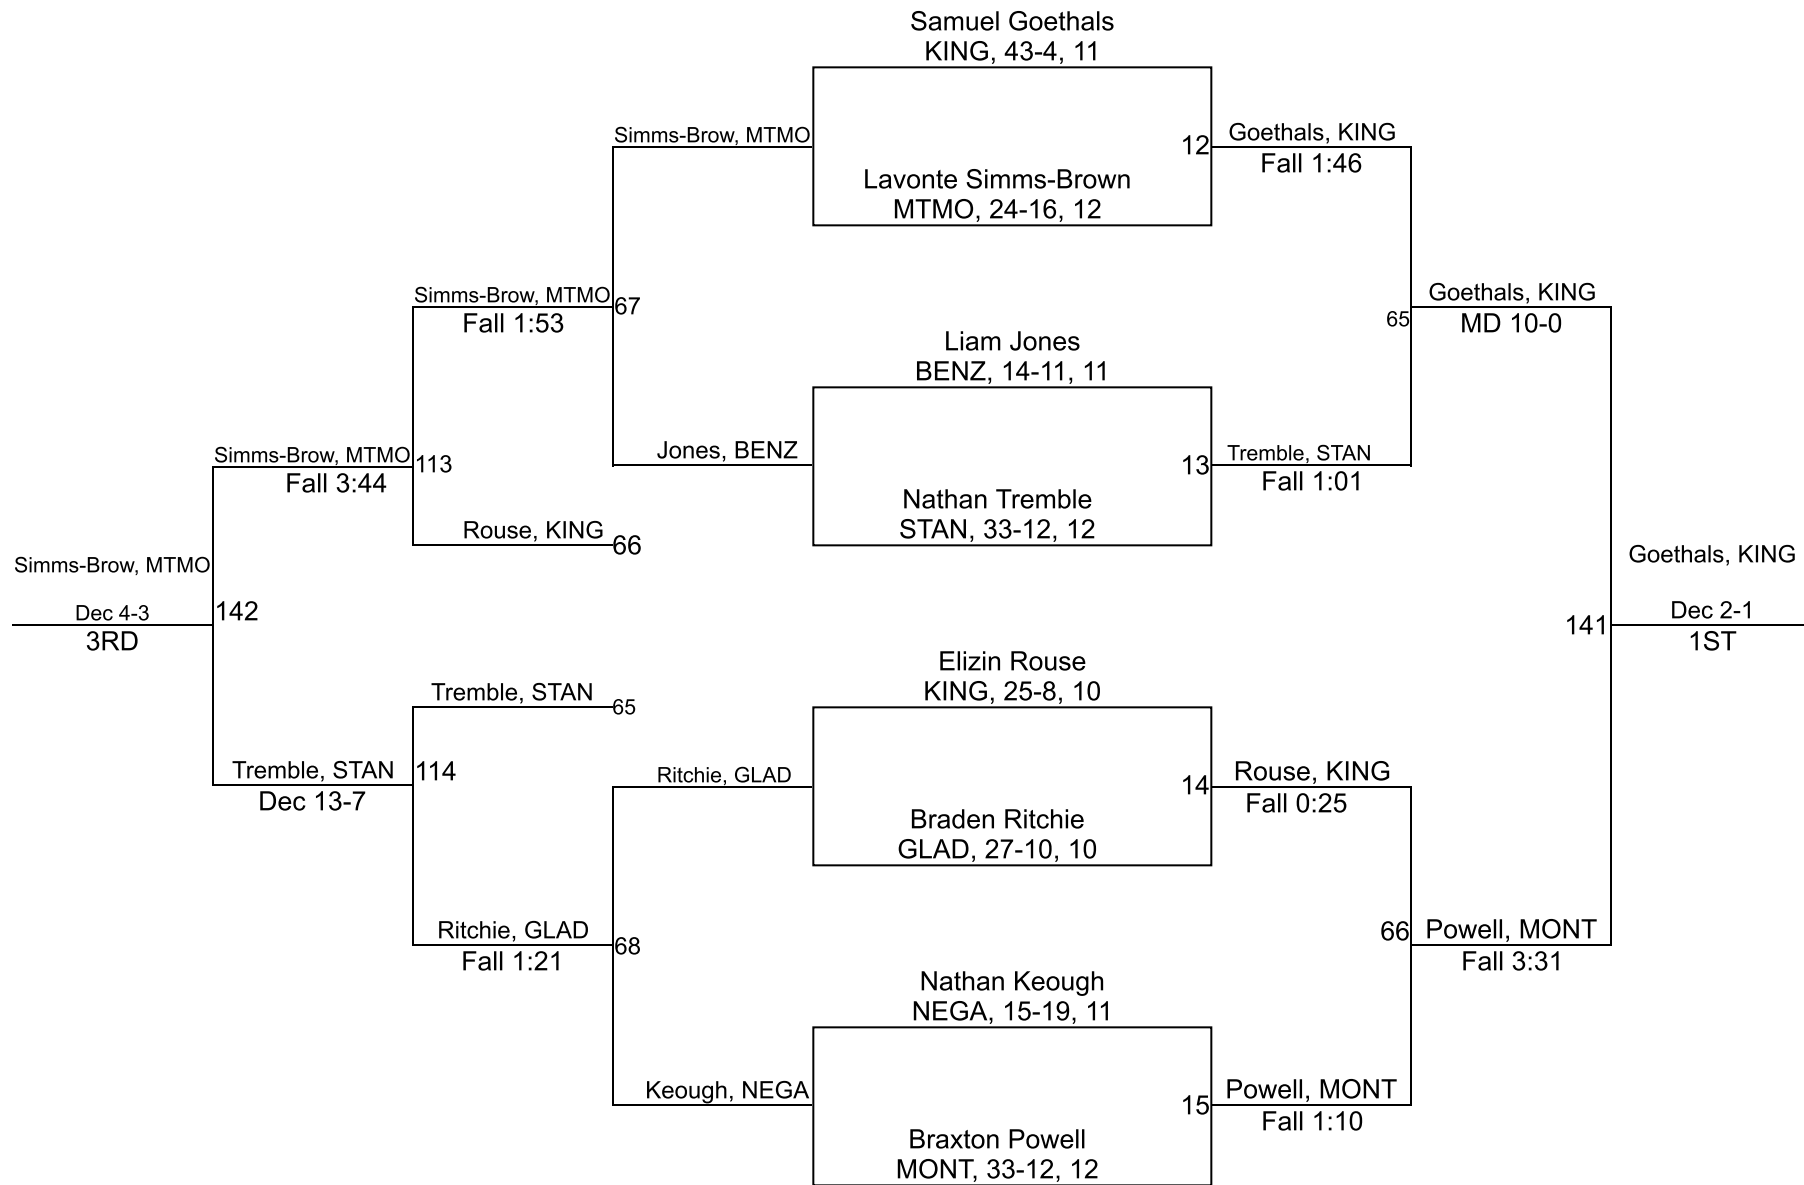 Samuel Goethals
KING, 43-4, 11
Simms-Brow, MTMO
12
Goethals, KING
Fall 1:46
Lavonte Simms-Brown
MTMO, 24-16, 12
Simms-Brow, MTMO
67
Fall 1:53
Goethals, KING
65
MD 10-0
Liam Jones
BENZ, 14-11, 11
Simms-Brow, MTMO
113
Fall 3:44
Jones, BENZ
13
Tremble, STAN
Fall 1:01
Nathan Tremble
STAN, 33-12, 12
Rouse, KING
66
Simms-Brow, MTMO
Dec 4-3
142
3RD
Goethals, KING
141
Dec 2-1
1ST
Elizin Rouse
KING, 25-8, 10
Tremble, STAN
65
Tremble, STAN
114
Dec 13-7
Ritchie, GLAD
14
Rouse, KING
Fall 0:25
Braden Ritchie
GLAD, 27-10, 10
Ritchie, GLAD
68
Fall 1:21
66
Powell, MONT
Fall 3:31
Nathan Keough
NEGA, 15-19, 11
Keough, NEGA
15
Powell, MONT
Fall 1:10
Braxton Powell
MONT, 33-12, 12